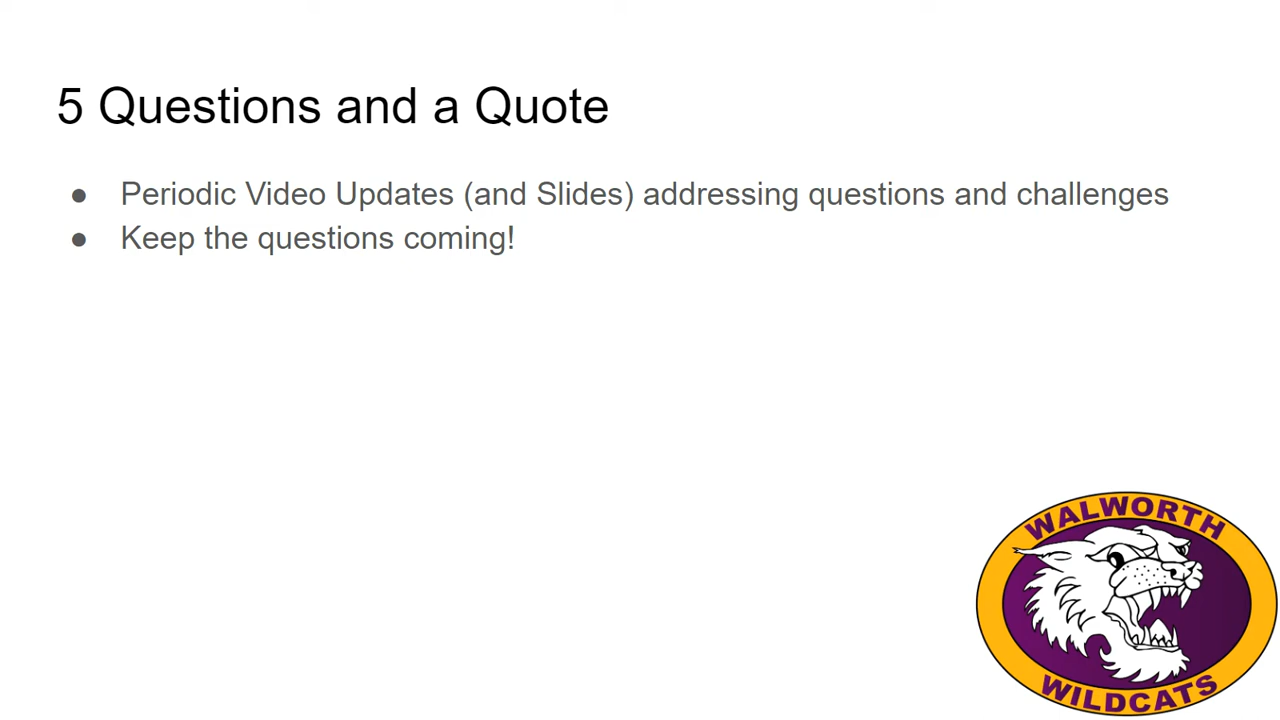 5 Questions and a Quote
● Periodic Video Updates (and Slides) addressing questions and challenges
● Keep the questions coming!
WALWORTH
WILDCATS